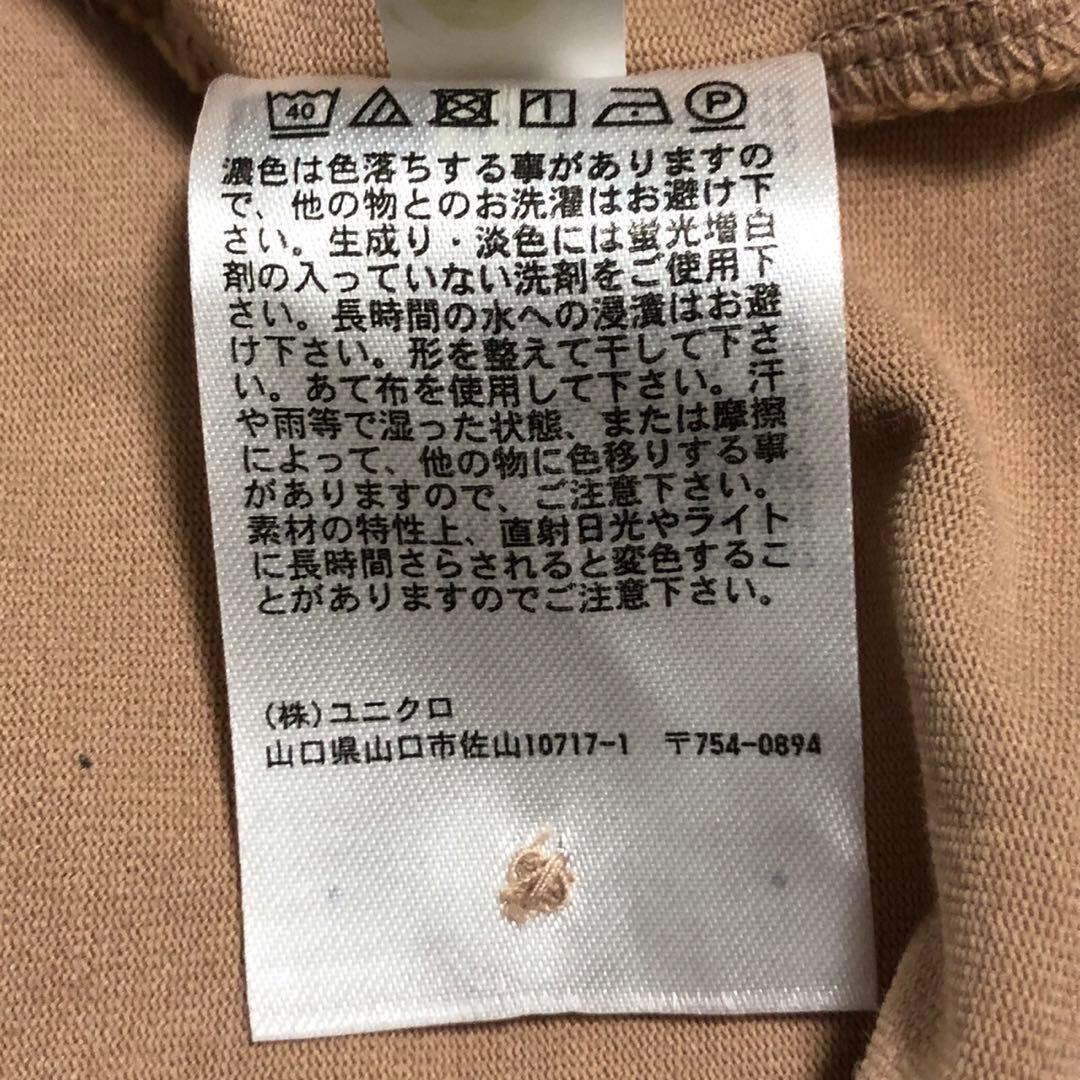 40 P
濃色は色落ちする事がありますの
で、他の物とのお洗濯はお避け下
さい。生成り・淡色には蛍光増白
剤の入っていない洗剤をご使用下
さい。長時間の水への浸漬はお避
け下さい。形を整えて干して下さ
い。あて布を使用して下さい。汗
や雨等で湿った状態、または摩擦
によって、他の物に色移りする事
がありますので、ご注意下さい。
素材の特性上、直射日光やライト
に長時間さらされると変色するこ
とがありますのでご注意下さい。
(株)ユニクロ
山口県山口市佐山10717-1 〒754-0894